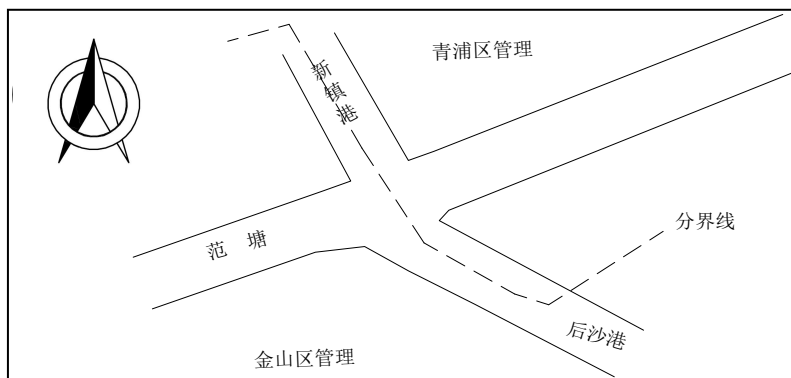 青浦区管理
新镇港
分界线
范 塘
后沙港
金山区管理